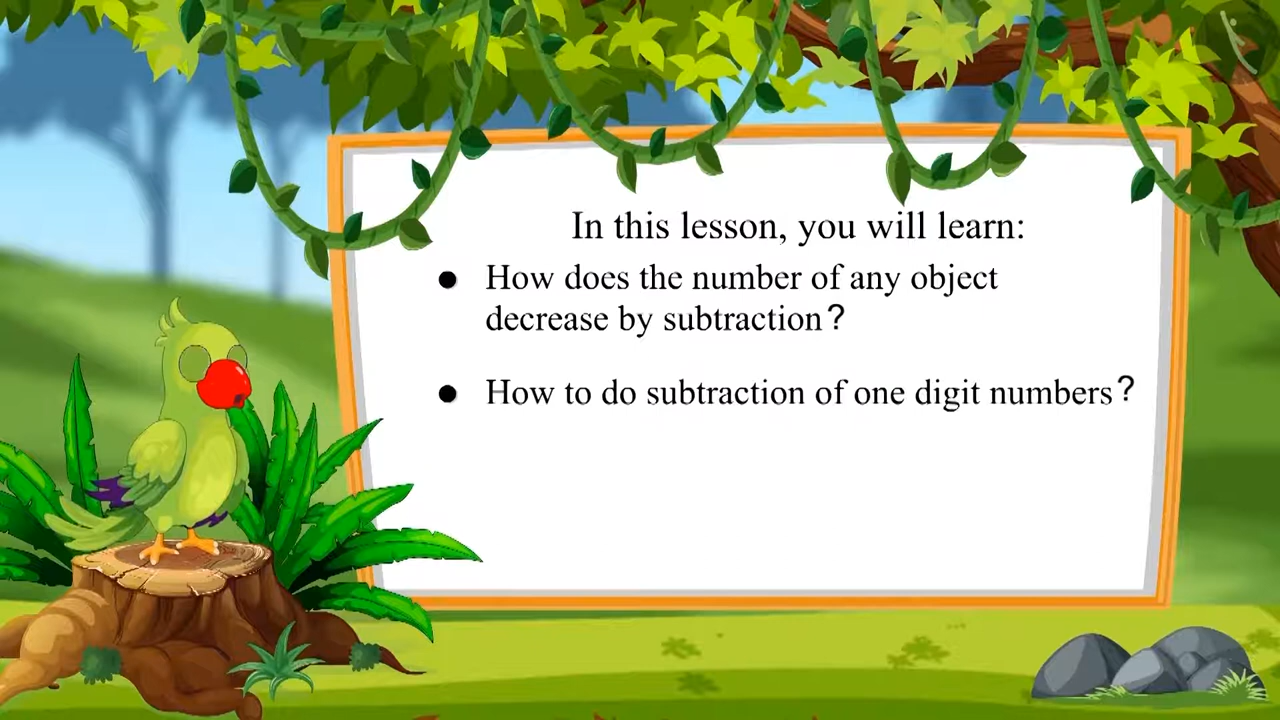 In this lesson, you will learn:
● How does the number of any object
decrease by subtraction?
● How to do subtraction of one digit numbers?